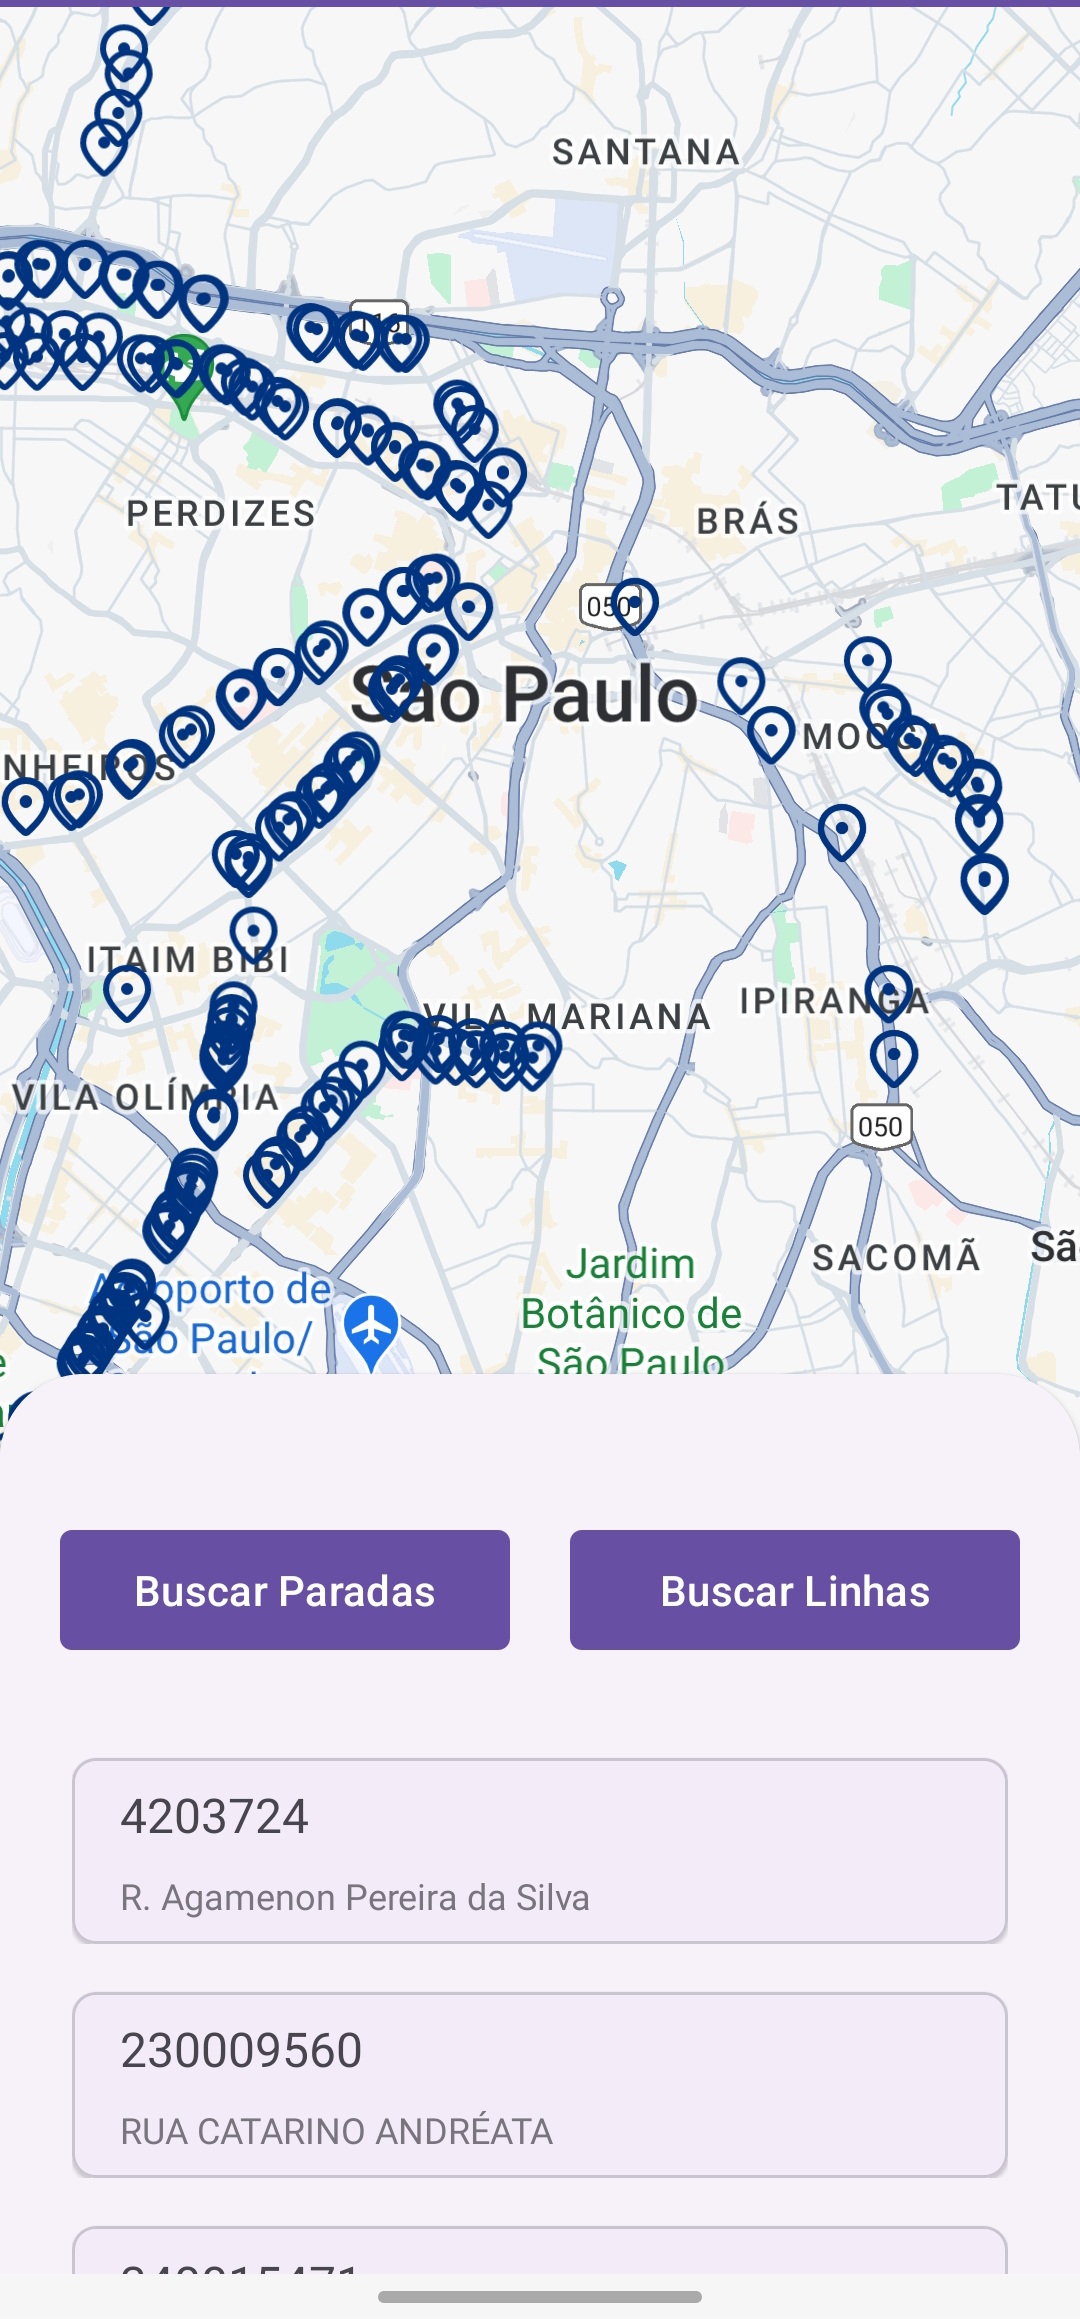 SANTANA
116
PERDIZES
BRÁS
TATU
050
São Paulo
MOOCA
NHEIROS
ITAIM BIBI
VILA MARIANA
IPIRANGA
VILA OLÍMPIA
050
SACOMÃ
Sã
Jardim
Botânico de
São Paulo
Aeroporto de
São Paulo/
Buscar Paradas
Buscar Linhas
4203724
R. Agamenon Pereira da Silva
230009560
RUA CATARINO ANDRÉATA